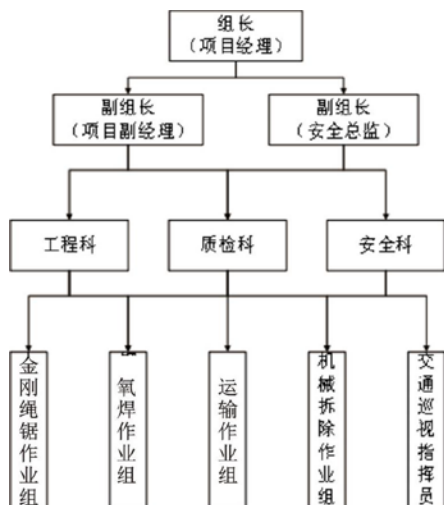 组长
（项目经理）
副组长
（项目副经理）
副组长
（安全总监）
工程科
质检科
安全科
金刚绳锯作业组
氧焊作业组
运输作业组
机械拆除作业组
交通巡视指挥员